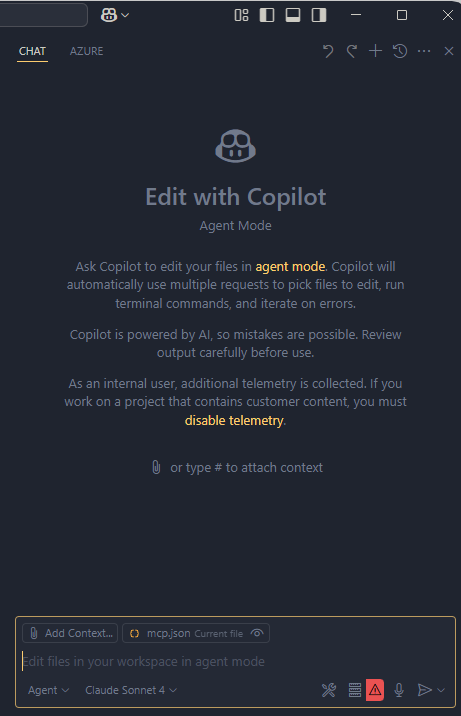 CHAT AZURE
Edit with Copilot
Agent Mode
Ask Copilot to edit your files in agent mode. Copilot will
automatically use multiple requests to pick files to edit, run
terminal commands, and iterate on errors.
Copilot is powered by AI, so mistakes are possible. Review
output carefully before use.
As an internal user, additional telemetry is collected. If you
work on a project that contains customer content, you must
disable telemetry.
or type # to attach context
Add Context... mcp.json Current file
Edit files in your workspace in agent mode
Agent Claude Sonnet 4